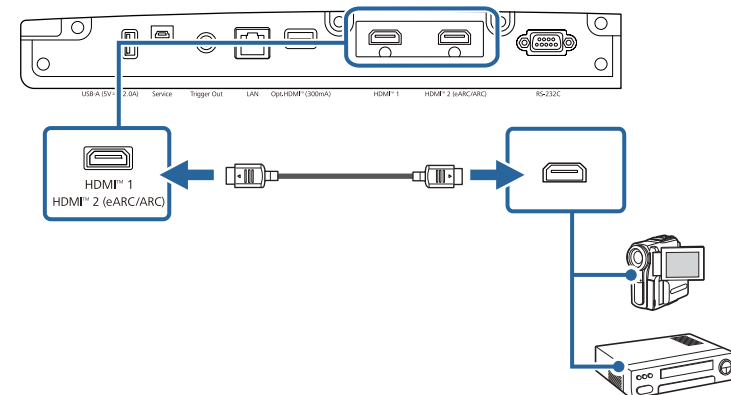 USB-A (5V⎓2.0A) Service Trigger Out LAN Opt.HDMI™(300mA) HDMI™ 1 HDMI™ 2 (eARC/ARC) RS-232C
HDMI™ 1
HDMI™ 2 (eARC/ARC)